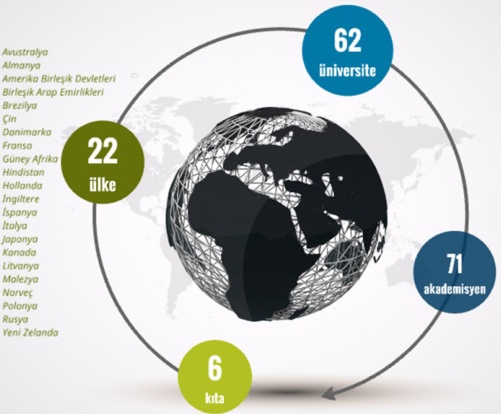 62
üniversite
Avustralya
Almanya
Amerika Birleşik Devletleri
Birleşik Arap Emirlikleri
Brezilya
Çin
Danimarka
Fransa
Güney Afrika
Hindistan
Hollanda
İngiltere
İspanya
İtalya
Japonya
Kanada
Litvanya
Malezya
Norveç
Polonya
Rusya
Yeni Zelanda
22
ülke
71
akademisyen
6
kıta